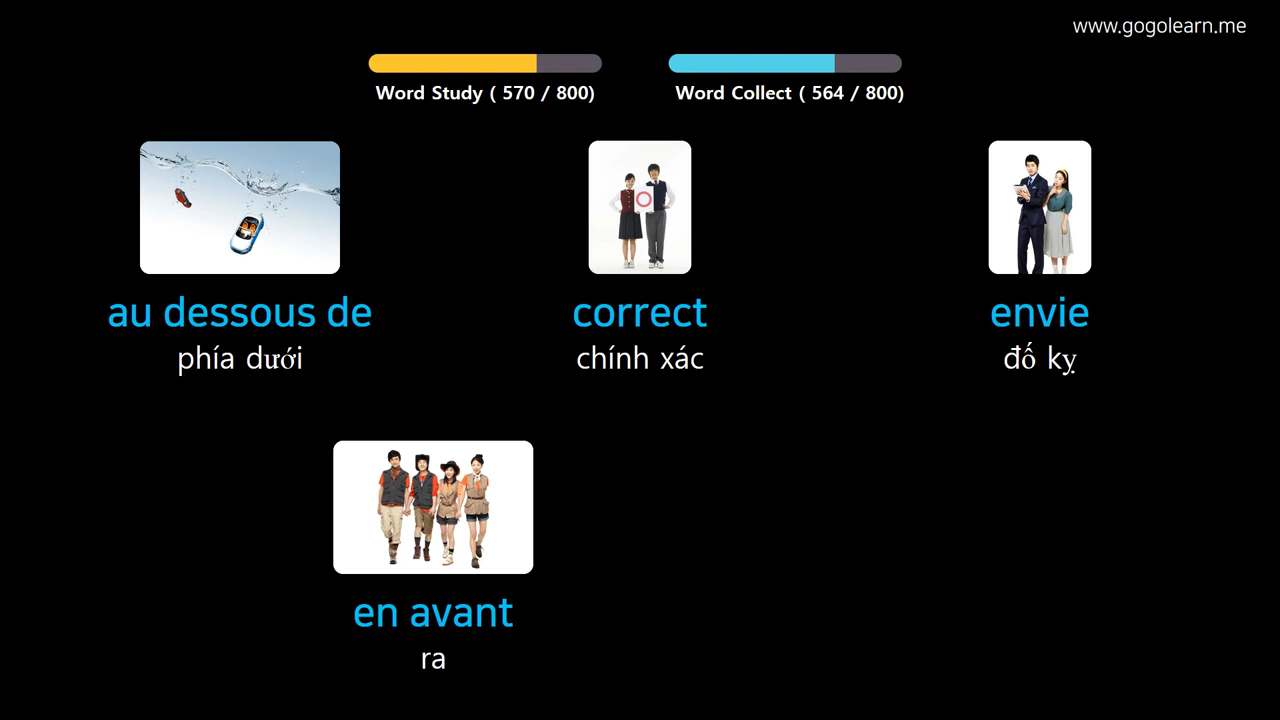 www.gogolearn.me
Word Study ( 570 / 800)
Word Collect ( 564 / 800)
au dessous de
phía dưới
correct
chính xác
envie
đố kỵ
en avant
ra